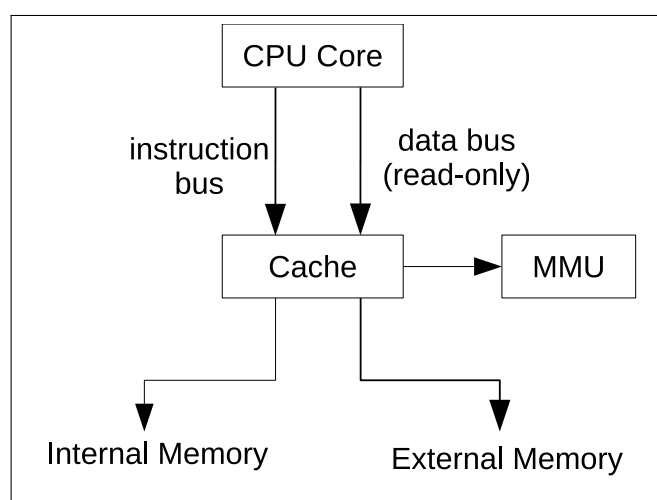 CPU Core
instruction
bus
data bus
(read-only)
Cache
MMU
Internal Memory
External Memory